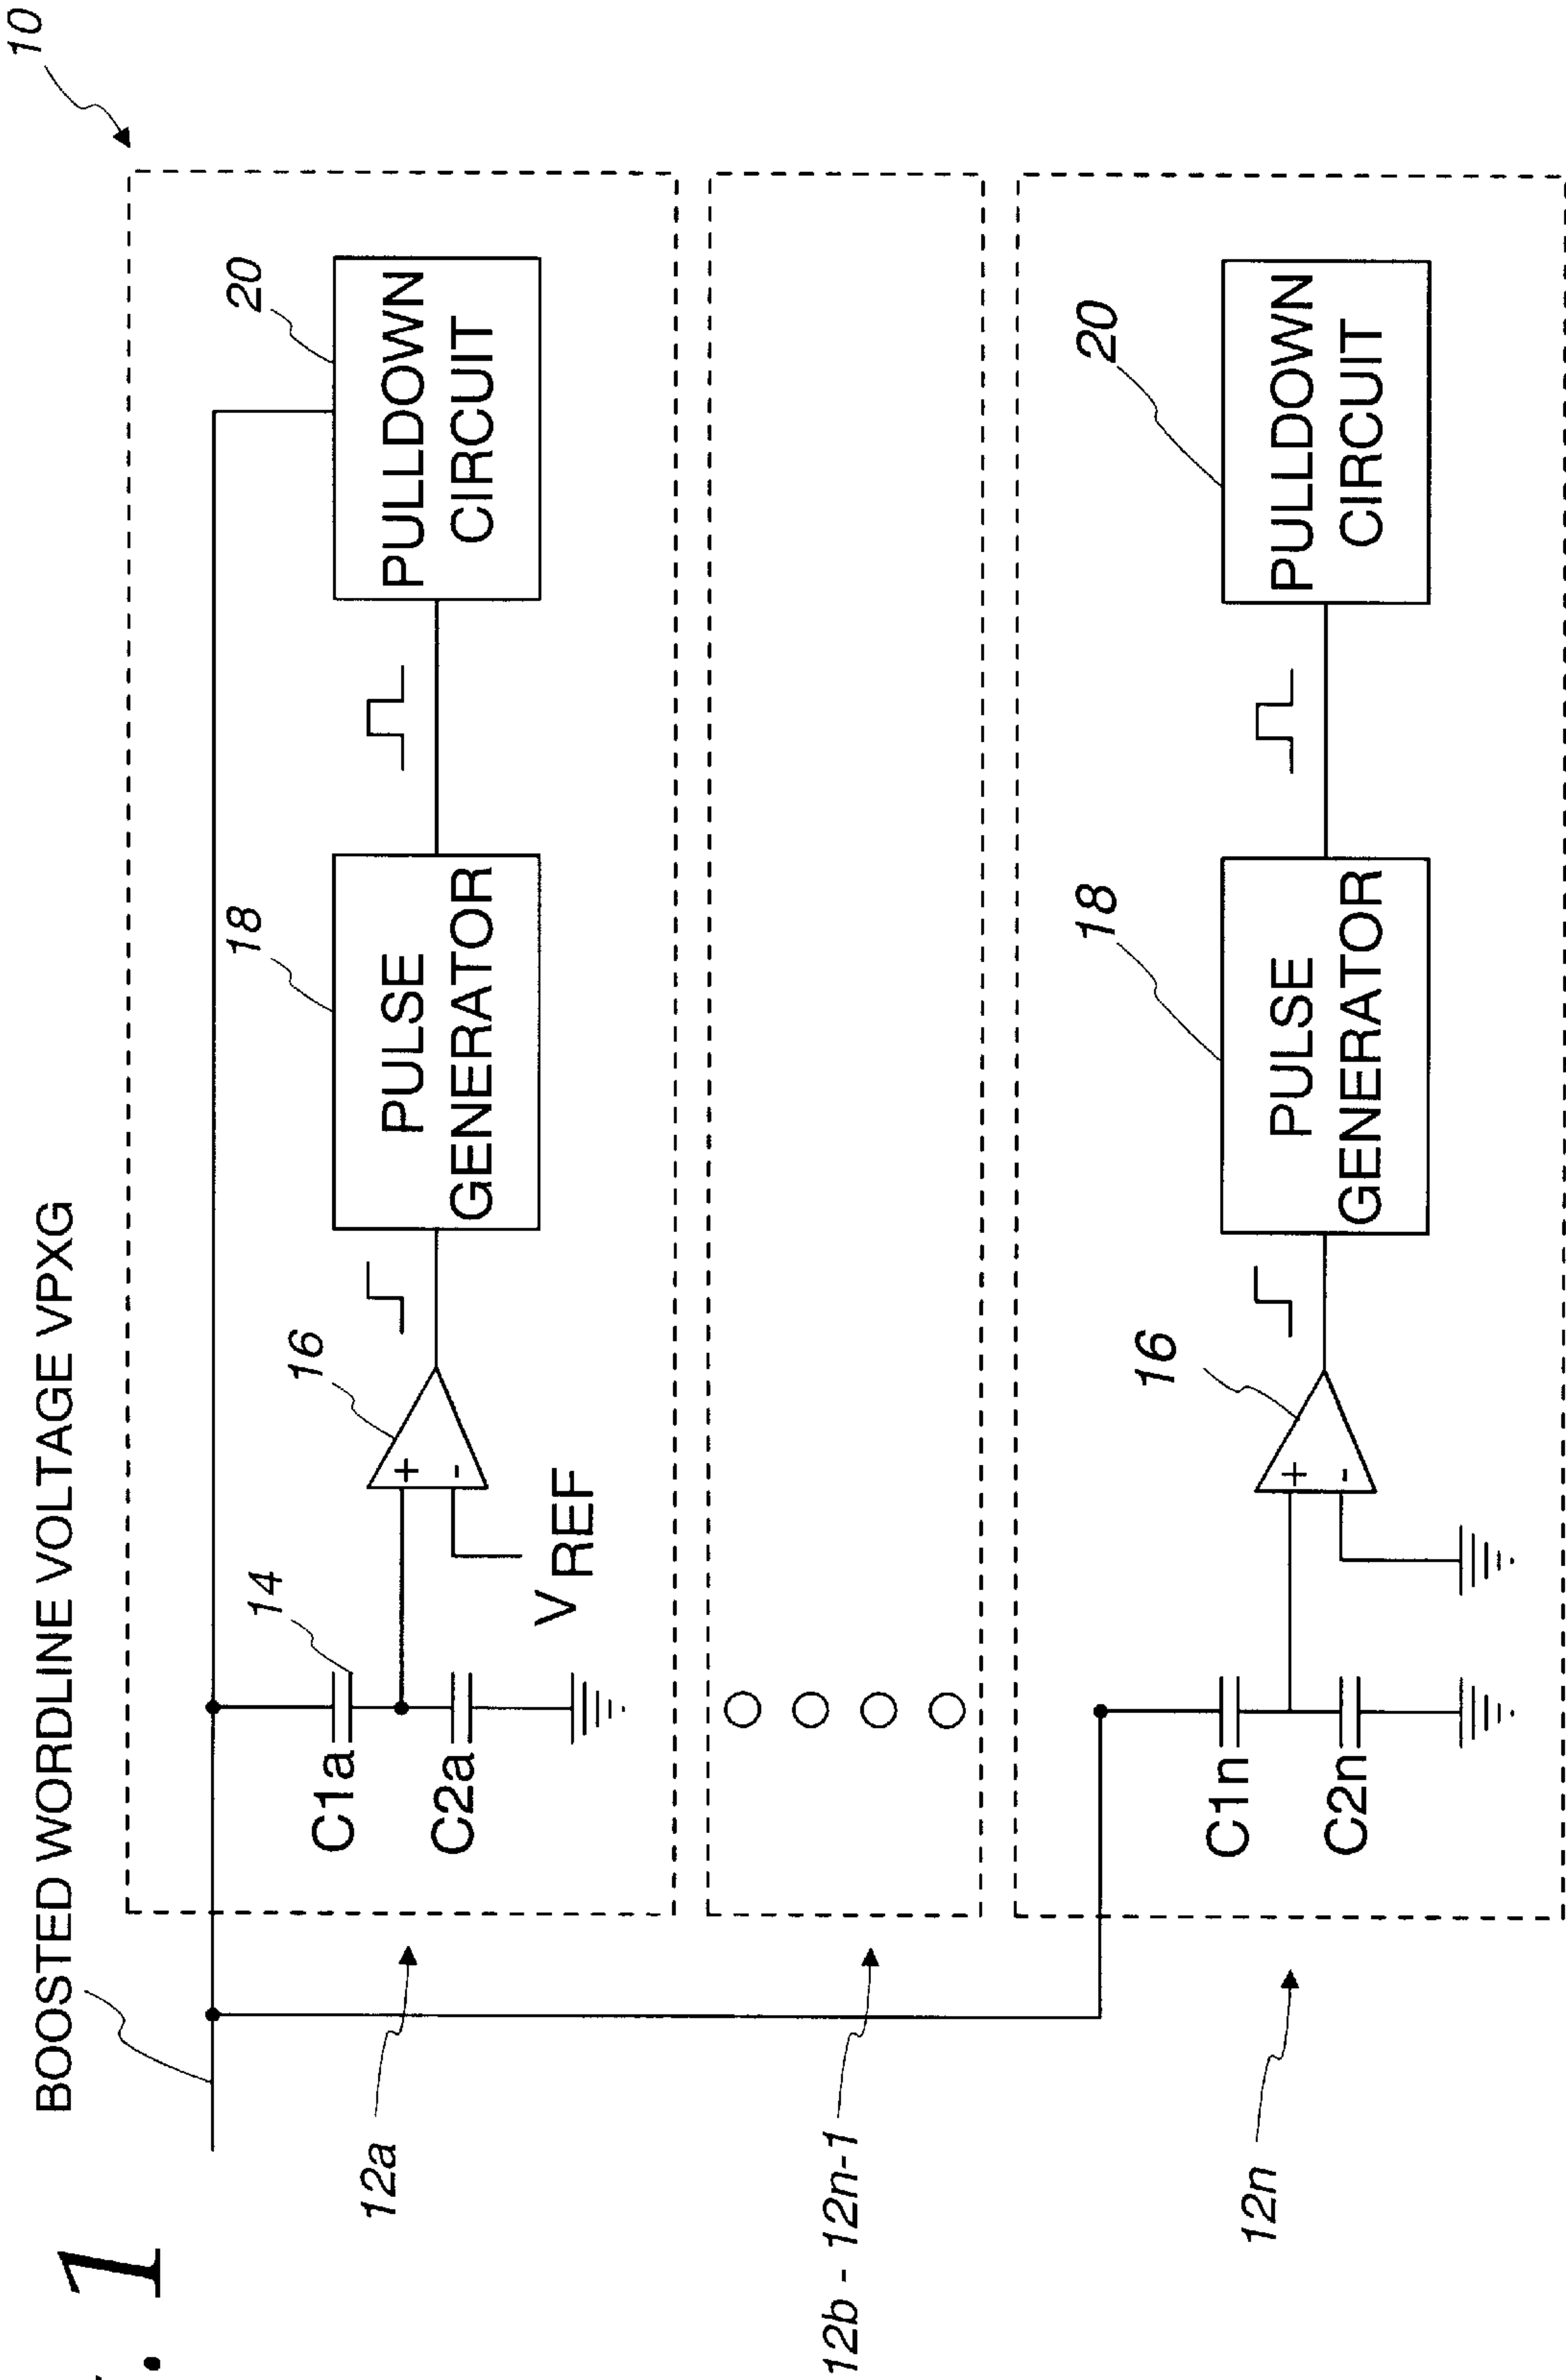 . 1
BOOSTED WORDLINE VOLTAGE VPXG
10
12a
14
C1a
C2a
+
-
V REF
16
18
PULSE
GENERATOR
20
PULLDOWN
CIRCUIT
12b - 12n-1
12n
C1n
C2n
+
-
16
18
PULSE
GENERATOR
20
PULLDOWN
CIRCUIT